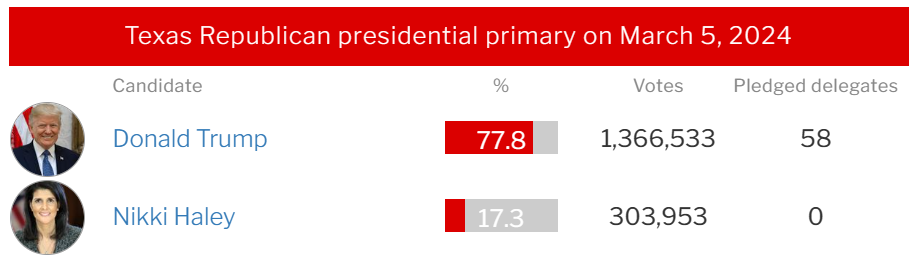 Texas Republican presidential primary on March 5, 2024
Candidate % Votes Pledged delegates
Donald Trump 77.8 1,366,533 58
Nikki Haley 17.3 303,953 0